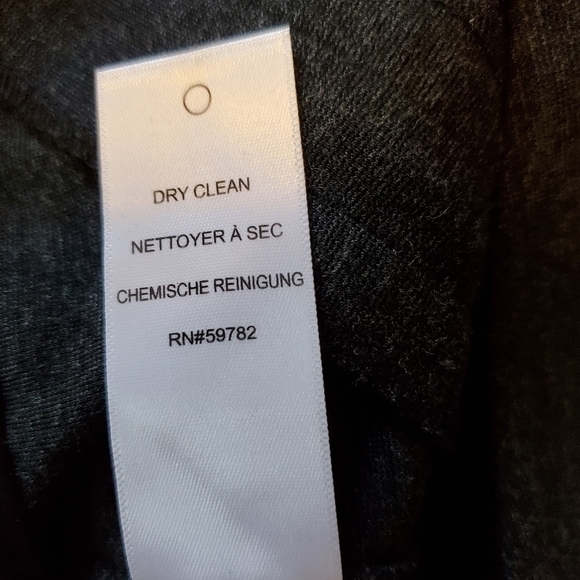 DRY CLEAN
NETTOYER À SEC
CHEMISCHE REINIGUNG
RN#59782